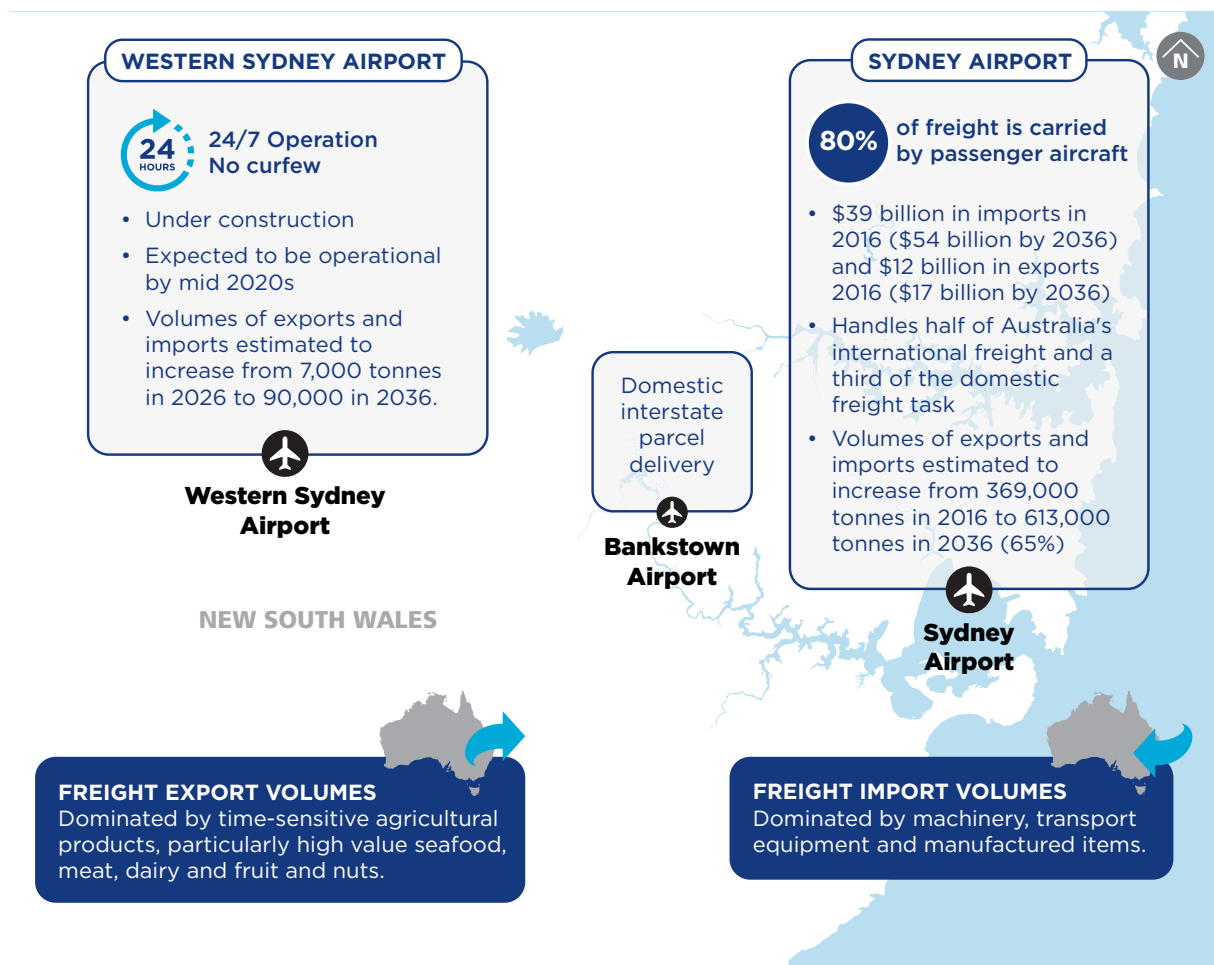 WESTERN SYDNEY AIRPORT
24
HOURS
24/7 Operation
No curfew
• Under construction
• Expected to be operational
by mid 2020s
• Volumes of exports and
imports estimated to
increase from 7,000 tonnes
in 2026 to 90,000 in 2036.
Western Sydney
Airport
Domestic
interstate
parcel
delivery
Bankstown
Airport
SYDNEY AIRPORT
N
80%
of freight is carried
by passenger aircraft
• $39 billion in imports in
2016 ($54 billion by 2036)
and $12 billion in exports
2016 ($17 billion by 2036)
• Handles half of Australia's
international freight and a
third of the domestic
freight task
• Volumes of exports and
imports estimated to
increase from 369,000
tonnes in 2016 to 613,000
tonnes in 2036 (65%)
Sydney
Airport
NEW SOUTH WALES
FREIGHT EXPORT VOLUMES
Dominated by time-sensitive agricultural
products, particularly high value seafood,
meat, dairy and fruit and nuts.
FREIGHT IMPORT VOLUMES
Dominated by machinery, transport
equipment and manufactured items.